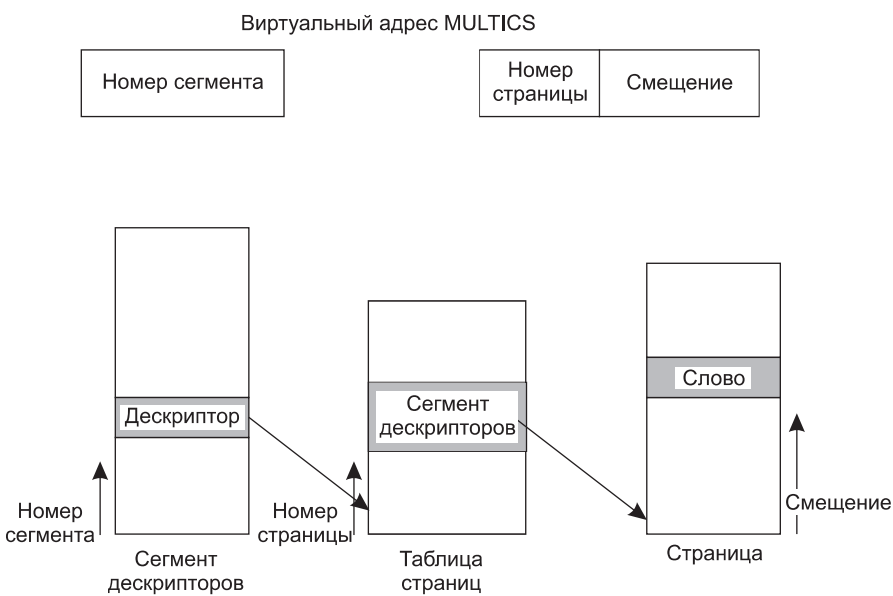 Виртуальный адрес MULTICS
Номер сегмента
Номер
страницы
Смещение
Дескриптор
Сегмент
дескрипторов
Слово
Номер
сегмента
Номер
страницы
Смещение
Сегмент
дескрипторов
Таблица
страниц
Страница